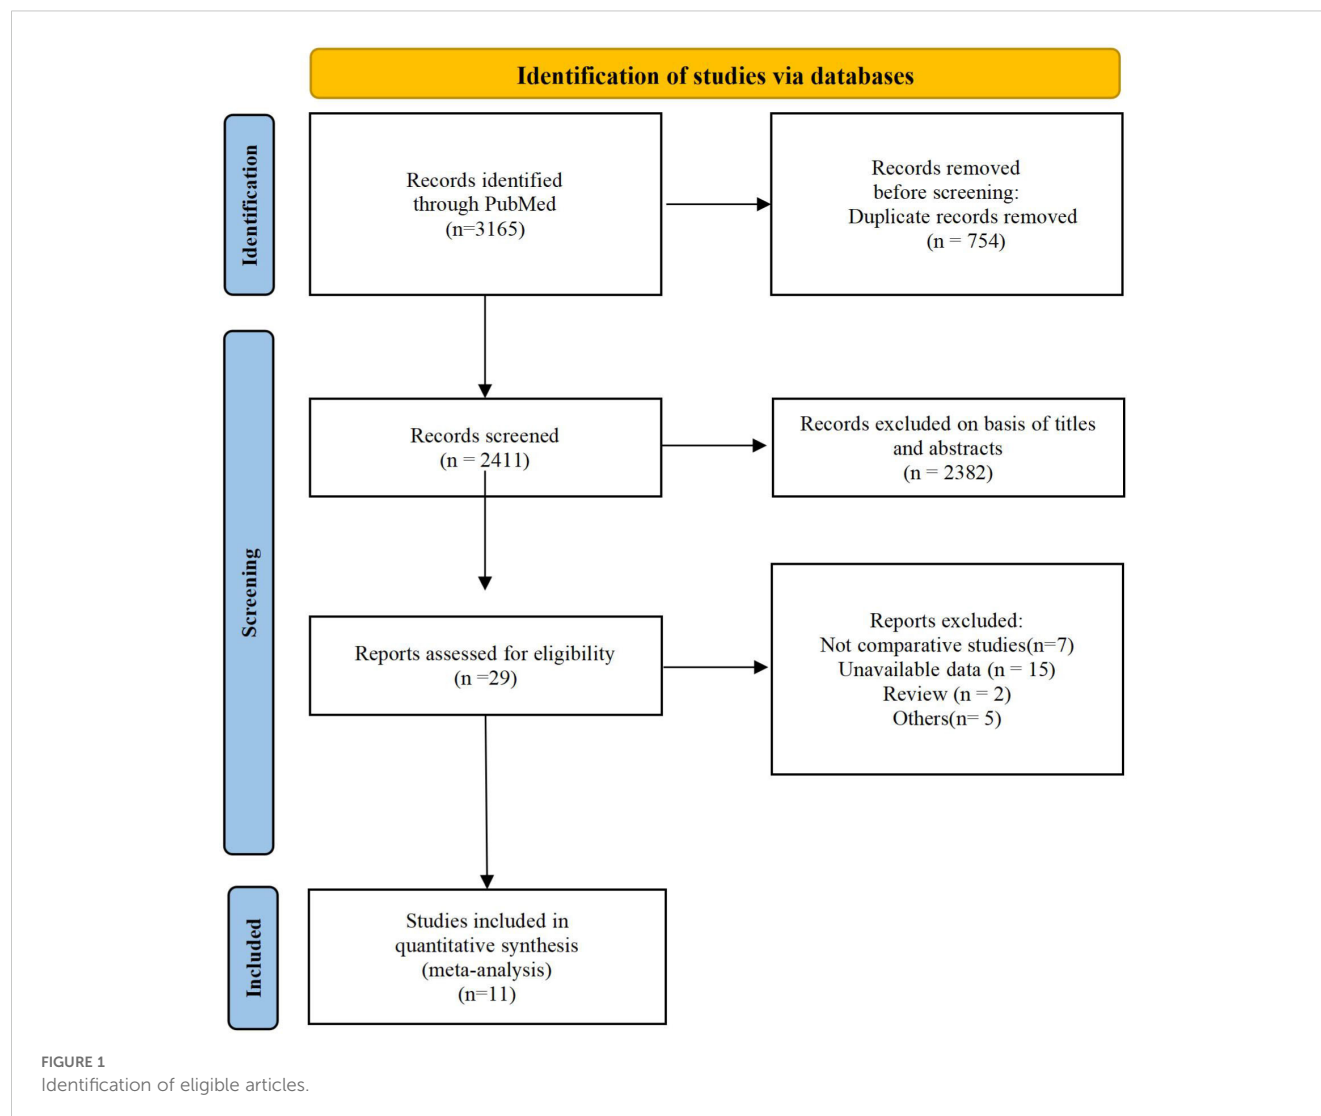 Identification of studies via databases
Identification
Records identified
through PubMed
(n=3165)
Records removed
before screening:
Duplicate records removed
(n = 754)
Screening
Records screened
(n = 2411)
Records excluded on basis of titles
and abstracts
(n = 2382)
Reports assessed for eligibility
(n =29)
Reports excluded:
Not comparative studies(n=7)
Unavailable data (n = 15)
Review (n = 2)
Others(n= 5)
Included
Studies included in
quantitative synthesis
(meta-analysis)
(n=11)
FIGURE 1
Identification of eligible articles.